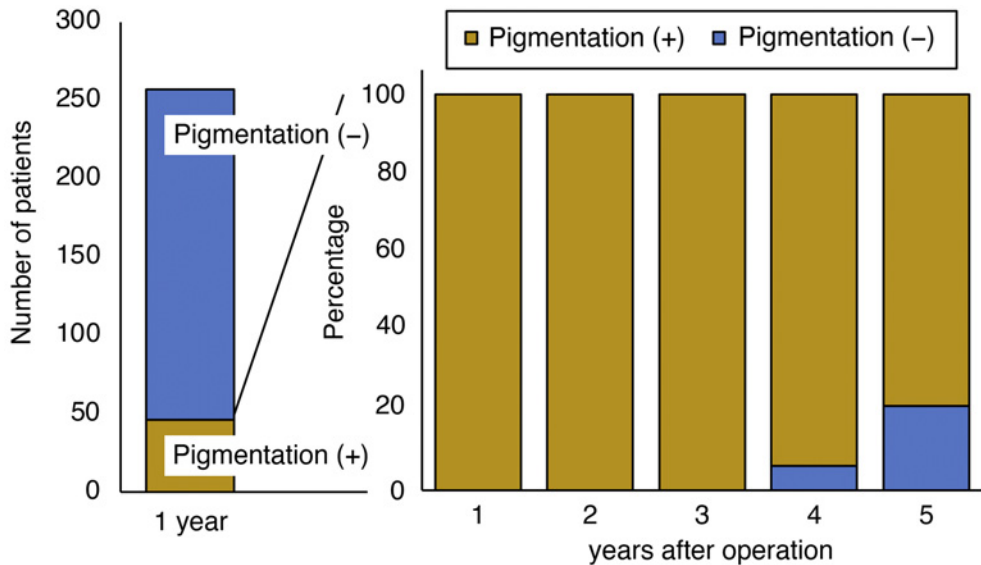 Number of patients
300
250
200
150
100
50
0
Pigmentation (−)
Pigmentation (+)
1 year
Pigmentation (+) Pigmentation (−)
Percentage
100
80
60
40
20
0
1 2 3 4 5
years after operation